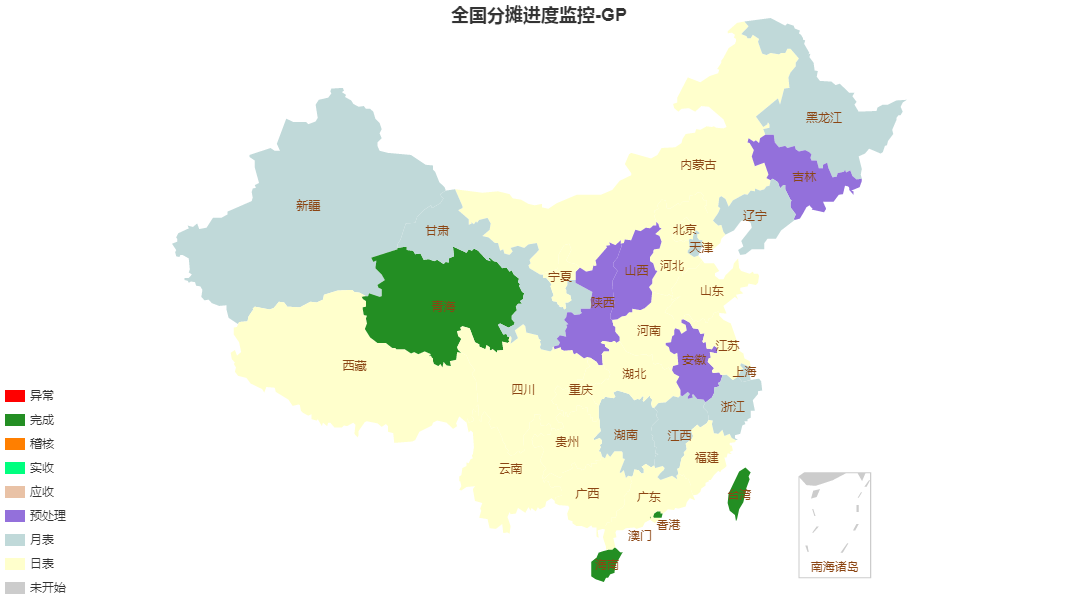 全国分摊进度监控-GP
黑龙江
内蒙古
吉林
新疆
辽宁
甘肃
北京
天津
宁夏
山西
河北
山东
青海
陕西
河南
江苏
安徽
西藏
上海
湖北
四川
重庆
浙江
湖南
江西
贵州
福建
云南
广西
广东
台湾
香港
澳门
海南
南海诸岛
异常
完成
稽核
实收
应收
预处理
月表
日表
未开始